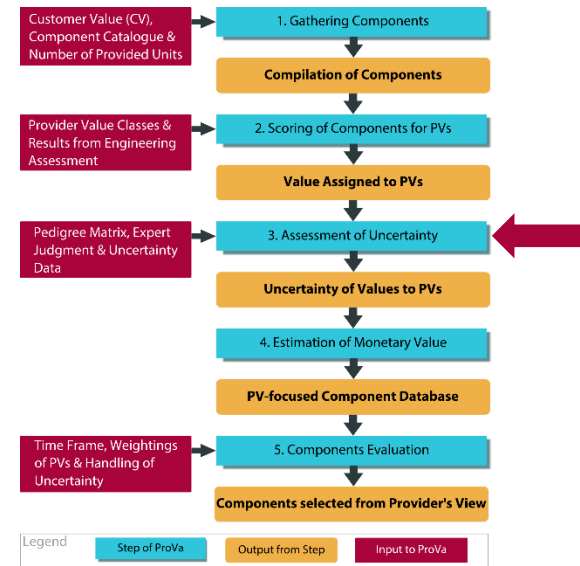 Customer Value (CV),
Component Catalogue &
Number of Provided Units
1. Gathering Components
Compilation of Components
Provider Value Classes &
Results from Engineering
Assessment
2. Scoring of Components for PVs
Value Assigned to PVs
Pedigree Matrix, Expert
Judgment & Uncertainty
Data
3. Assessment of Uncertainty
Uncertainty of Values to PVs
4. Estimation of Monetary Value
PV-focused Component Database
Time Frame, Weightings
of PVs & Handling of
Uncertainty
5. Components Evaluation
Components selected from Provider's View
Legend
Step of ProVa
Output from Step
Input to ProVa